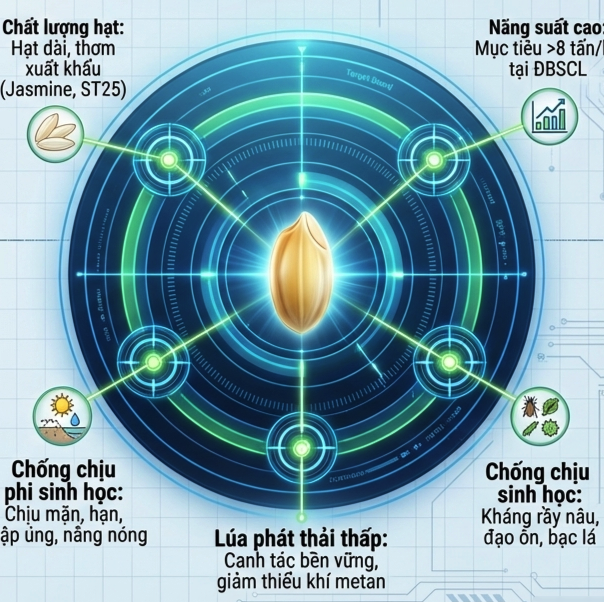 Chất lượng hạt:
Hạt dài, thơm
xuất khẩu
(Jasmine, ST25)
Năng suất cao:
Mục tiêu >8 tấn/
tại ĐBSCL
Target Board
Chống chịu
phi sinh học:
Chịu mặn, hạn,
ập úng, nắng nóng
Lúa phát thải thấp:
Canh tác bền vững,
giảm thiểu khí metan
Chống chịu
sinh học:
Kháng rầy nâu,
đạo ôn, bạc lá